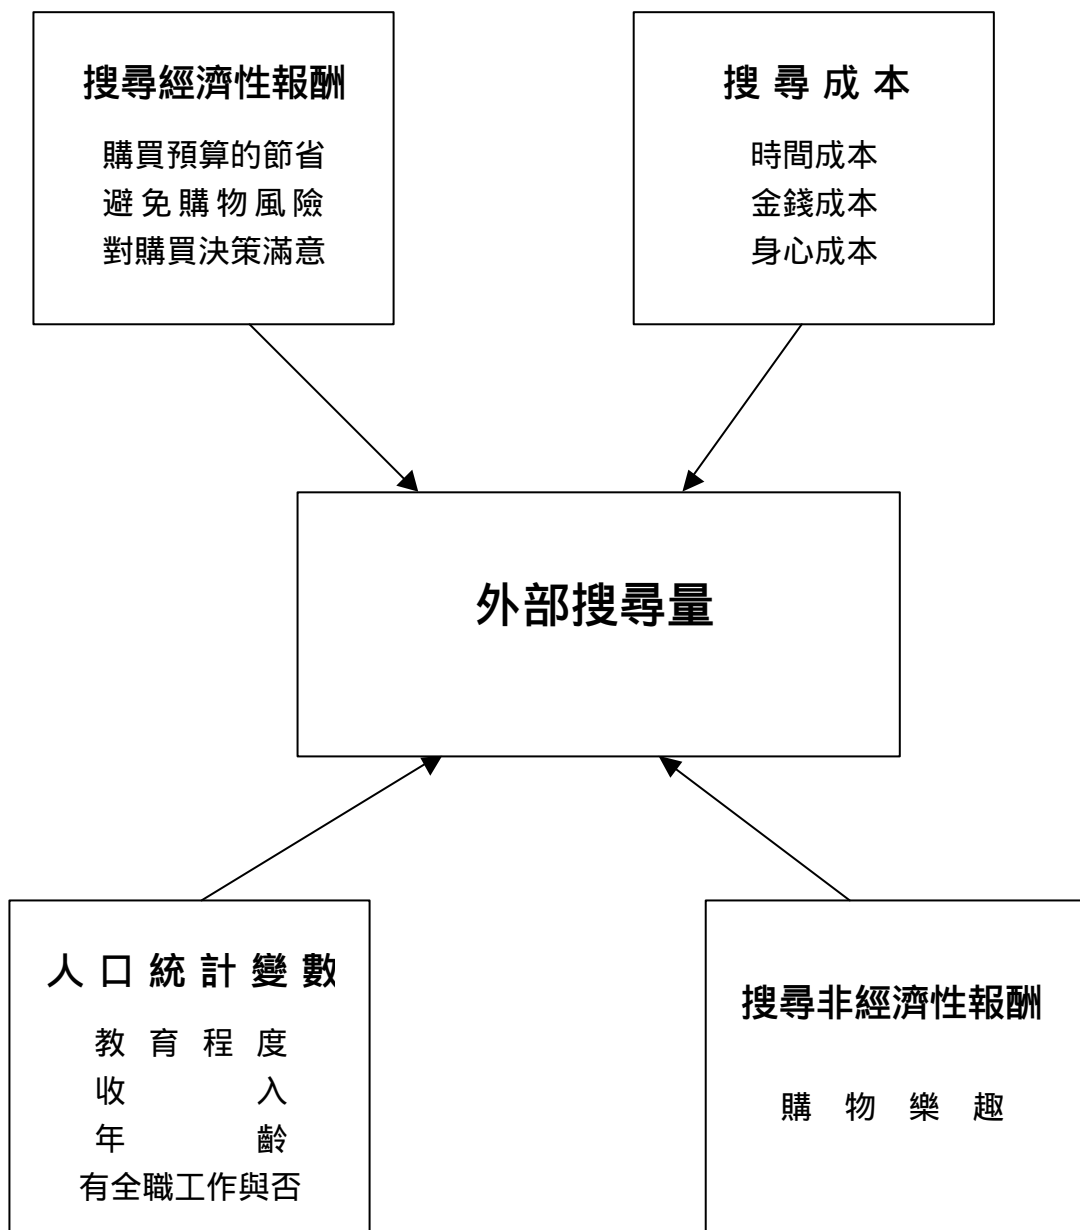 搜尋經濟性報酬
購買預算的節省
避免購物風險
對購買決策滿意
搜尋成本
時間成本
金錢成本
身心成本
外部搜尋量
人口統計變數
教育程度
收入
年齡
有全職工作與否
搜尋非經濟性報酬
購物樂趣